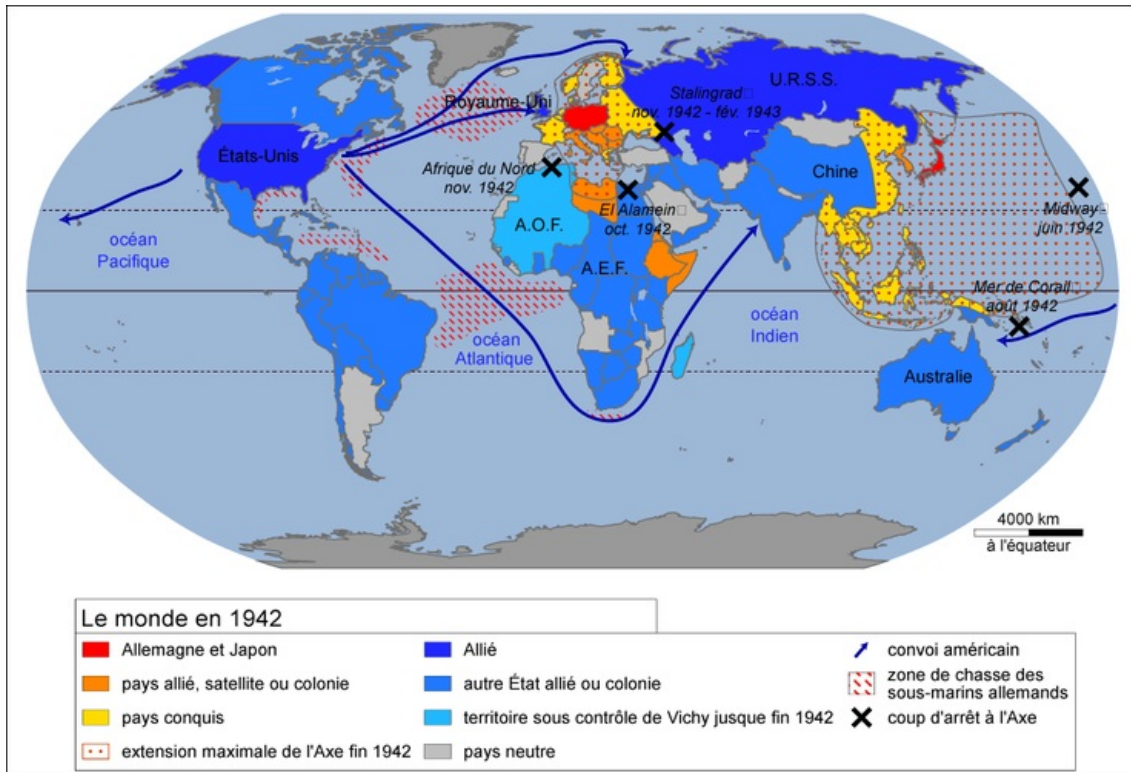 U.R.S.S.
Stalingrad
nov. 1942 - fév. 1943
Royaume-Uni
États-Unis
Afrique du Nord
nov. 1942
Chine
El Alamein
oct. 1942
Midway
juin 1942
A.O.F.
A.E.F.
océan
Pacifique
océan
Atlantique
océan
Indien
Mer de Corail
août 1942
Australie
4000 km
à l'équateur
Le monde en 1942
Allemagne et Japon
pays allié, satellite ou colonie
pays conquis
extension maximale de l'Axe fin 1942
Allié
autre État allié ou colonie
territoire sous contrôle de Vichy jusque fin 1942
pays neutre
convoi américain
zone de chasse des
sous-marins allemands
coup d'arrêt à l'Axe